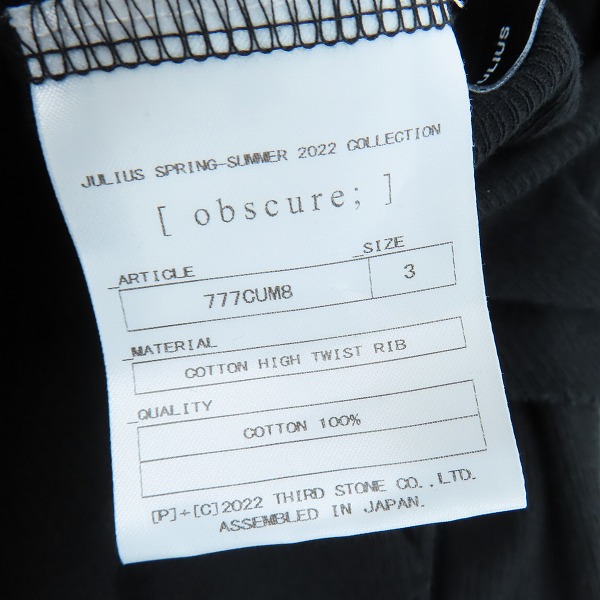 JULIUS
JULIUS SPRING-SUMMER 2022 COLLECTION
[ obscure; ]
_ARTICLE _SIZE
777CUM8 3
_MATERIAL
COTTON HIGH TWIST RIB
_QUALITY
COTTON 100%
[P]+[C]2022 THIRD STONE CO.,LTD.
ASSEMBLED IN JAPAN.